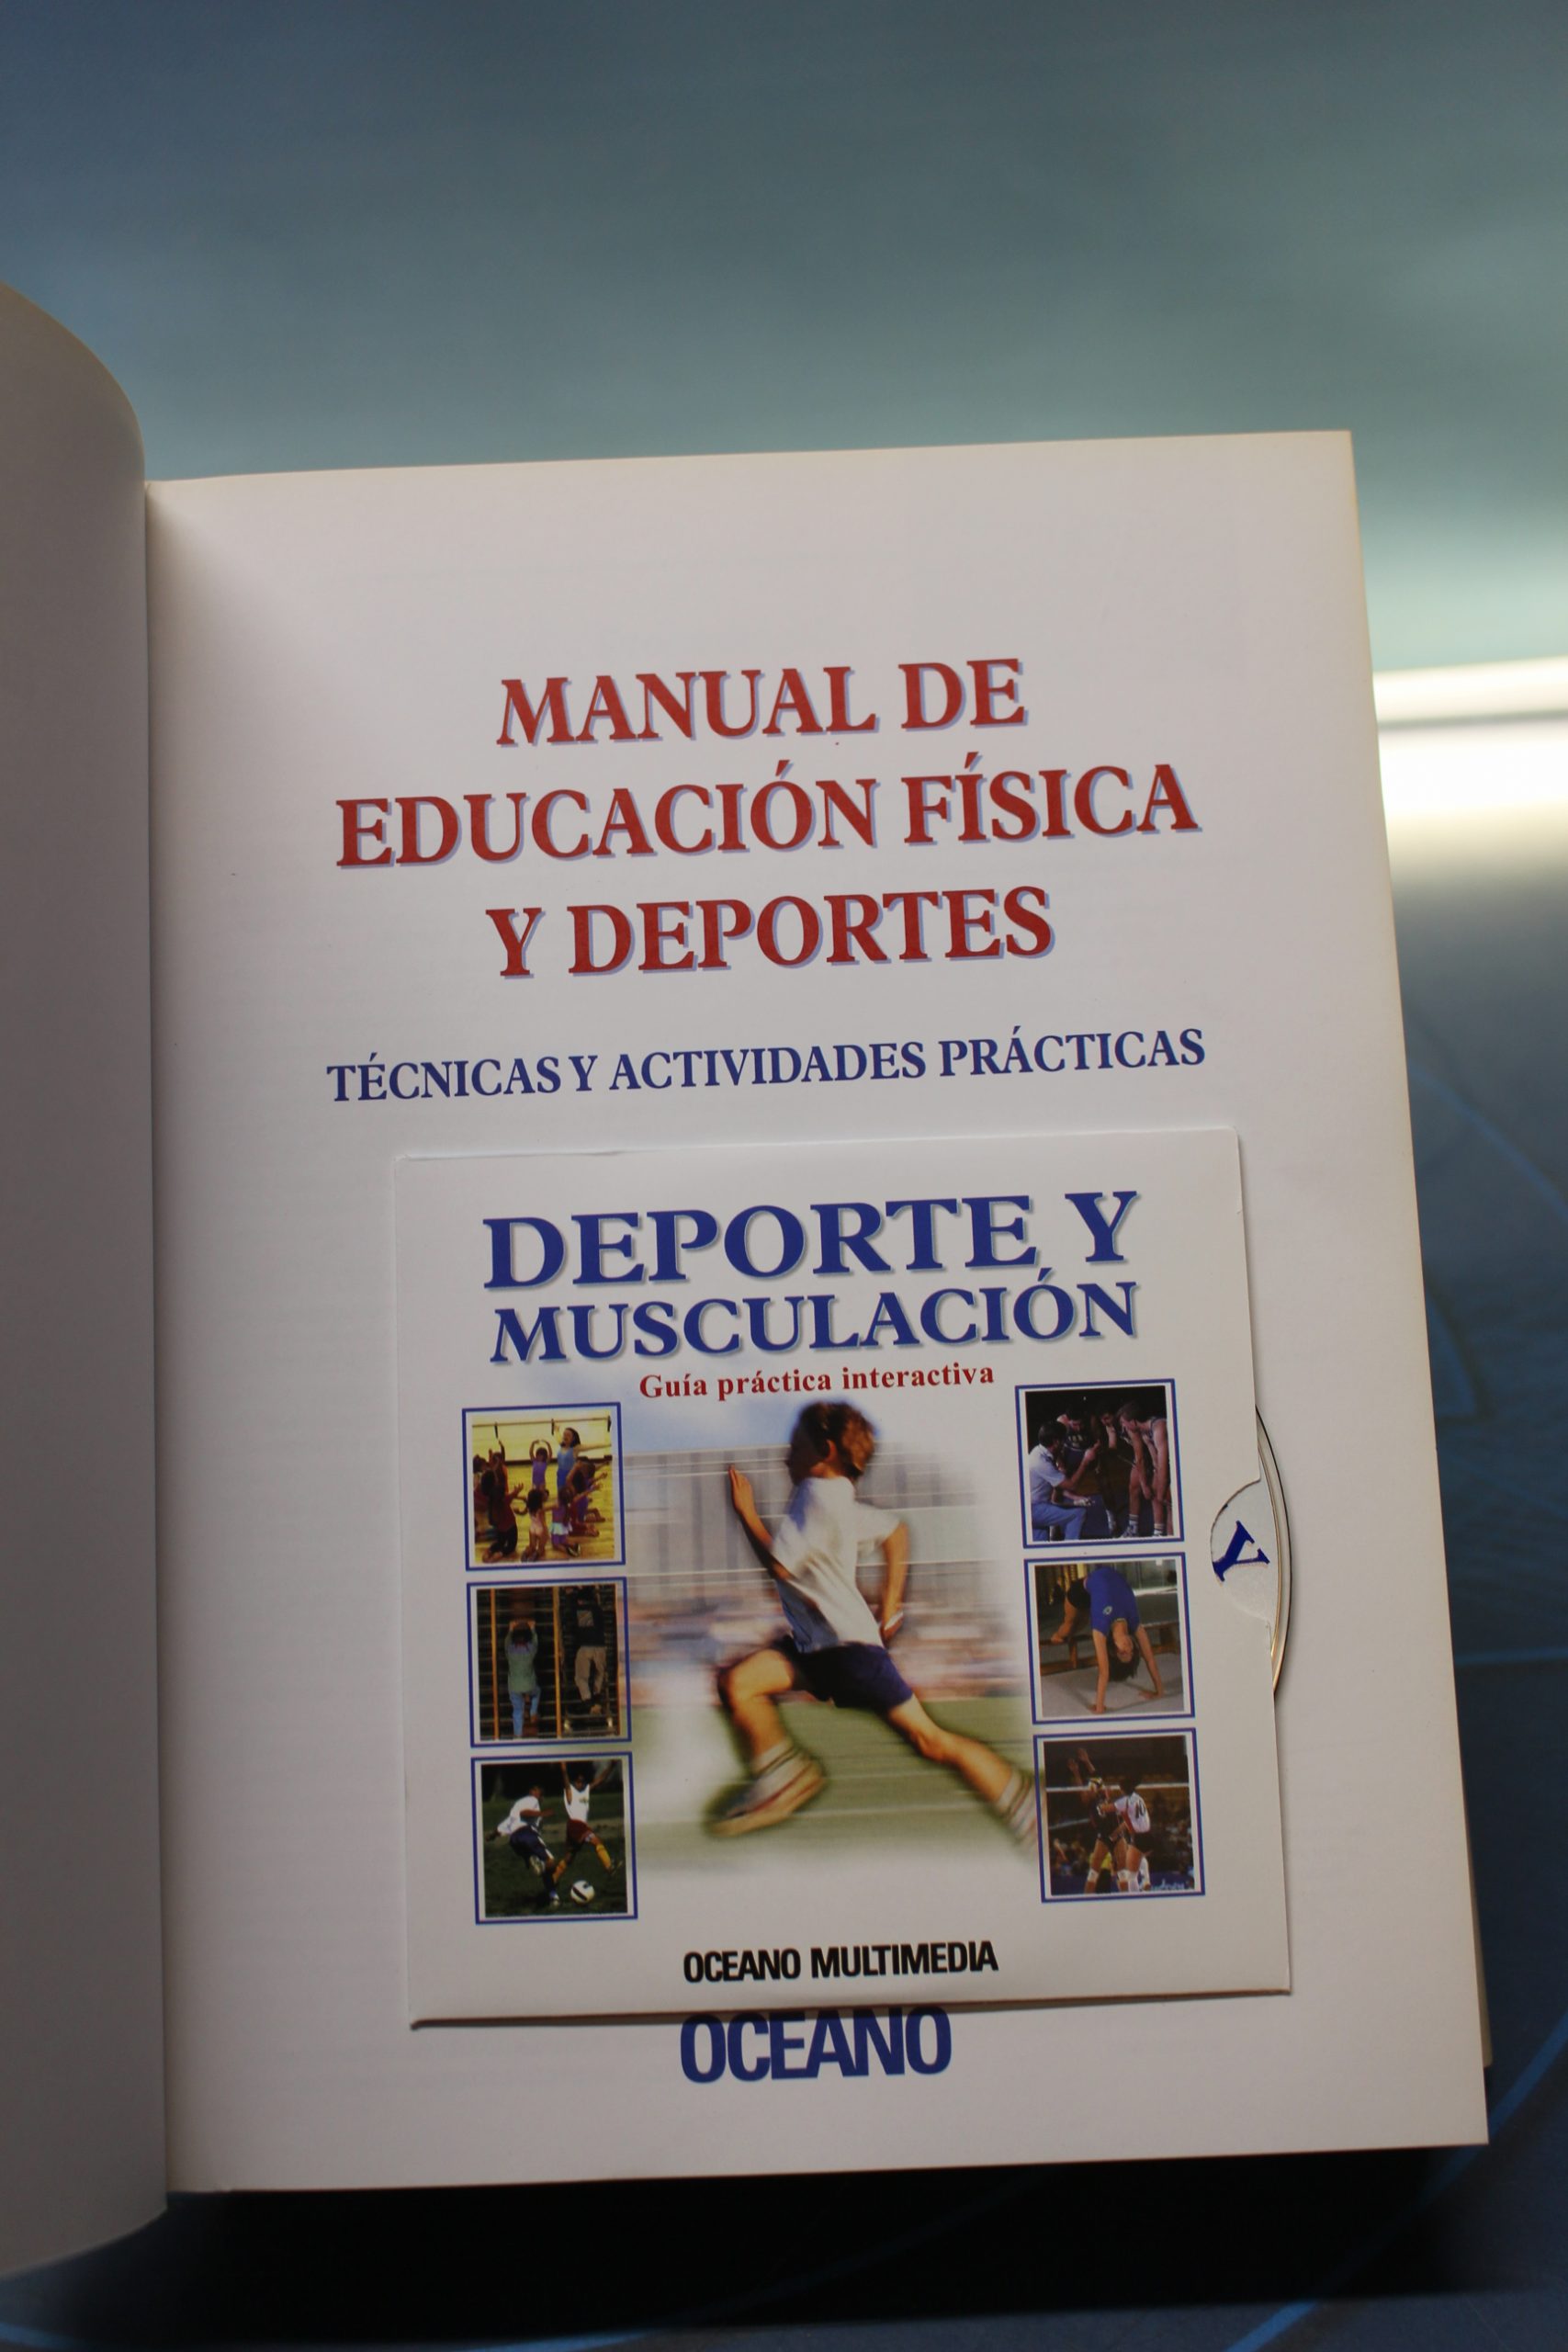 MANUAL DE
EDUCACIÓN FÍSICA
Y DEPORTES
TÉCNICAS Y ACTIVIDADES PRÁCTICAS
DEPORTE Y
MUSCULACIÓN
Guía práctica interactiva
Y
OCEANO MULTIMEDIA
OCEANO